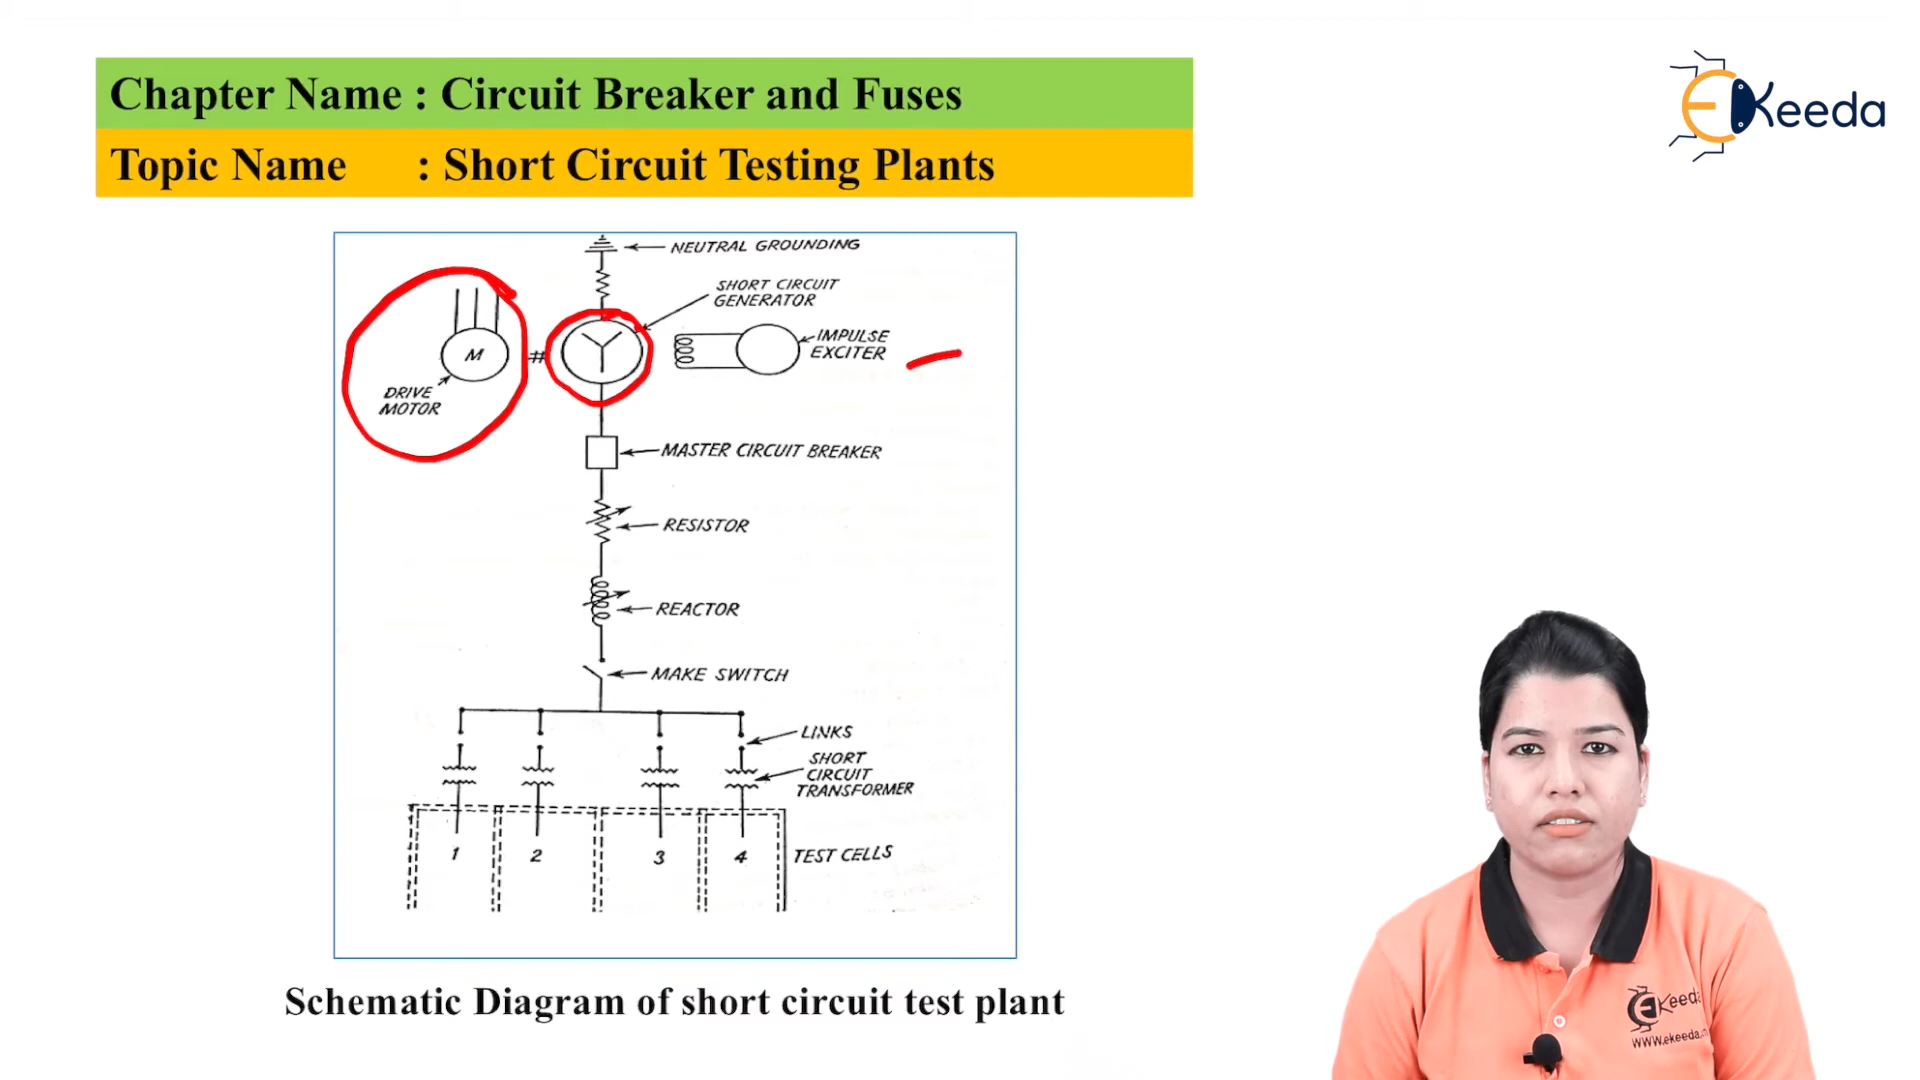 Chapter Name : Circuit Breaker and Fuses
Topic Name : Short Circuit Testing Plants
EKeeda
NEUTRAL GROUNDING
SHORT CIRCUIT
GENERATOR
M
#
IMPULSE
EXCITER
DRIVE
MOTOR
MASTER CIRCUIT BREAKER
RESISTOR
REACTOR
MAKE SWITCH
LINKS
SHORT
CIRCUIT
TRANSFORMER
1 2 3 4 TEST CELLS
Schematic Diagram of short circuit test plant
EKeeda